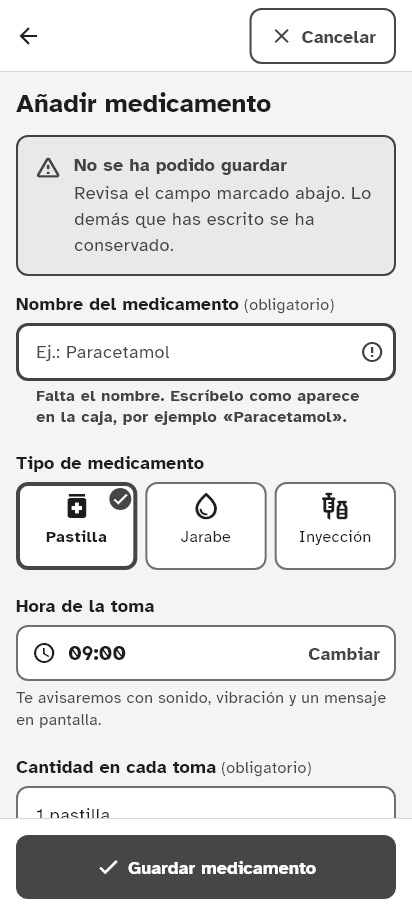 Cancelar
Añadir medicamento
No se ha podido guardar
Revisa el campo marcado abajo. Lo
demás que has escrito se ha
conservado.
Nombre del medicamento (obligatorio)
Ej.: Paracetamol
Falta el nombre. Escríbelo como aparece
en la caja, por ejemplo «Paracetamol».
Tipo de medicamento
Pastilla
Jarabe
Inyección
Hora de la toma
09:00
Cambiar
Te avisaremos con sonido, vibración y un mensaje
en pantalla.
Cantidad en cada toma (obligatorio)
1 pastilla
Guardar medicamento